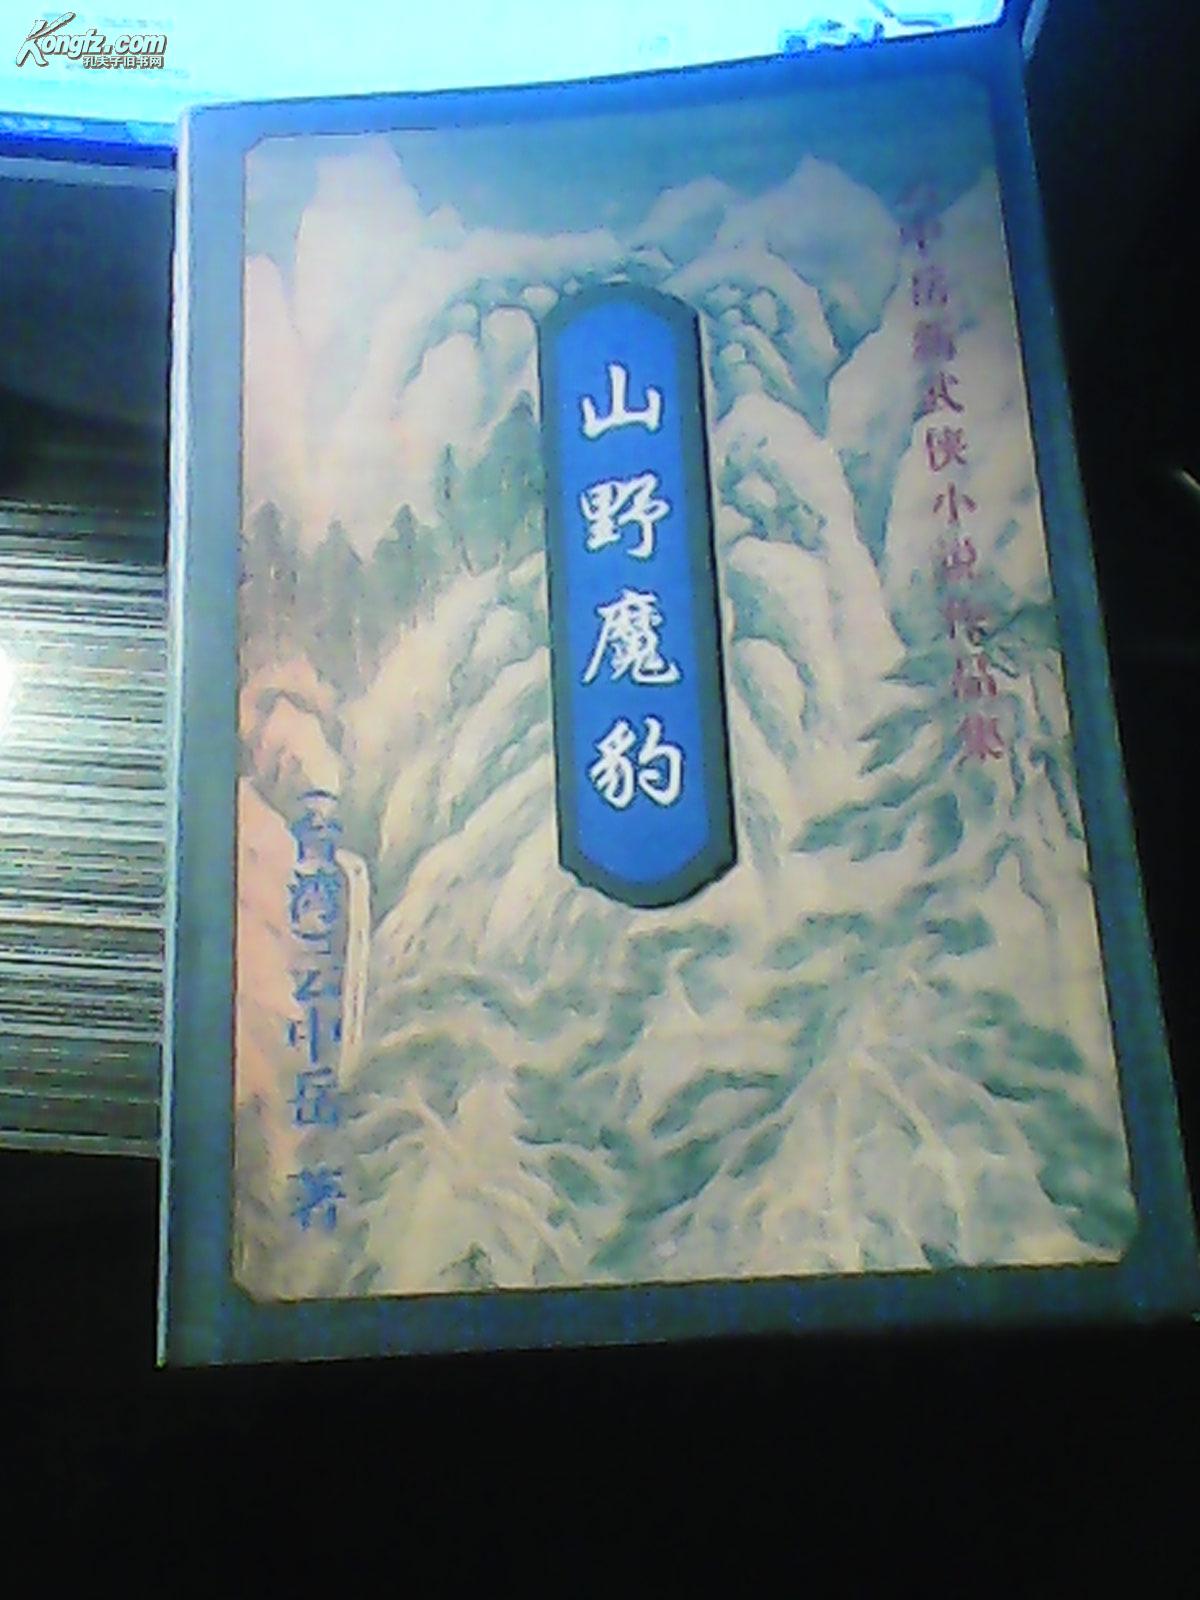 Kongfz.com
孔夫子旧书网
云中岳新武侠小说作品集
山野魔豹
(台湾)云中岳 著